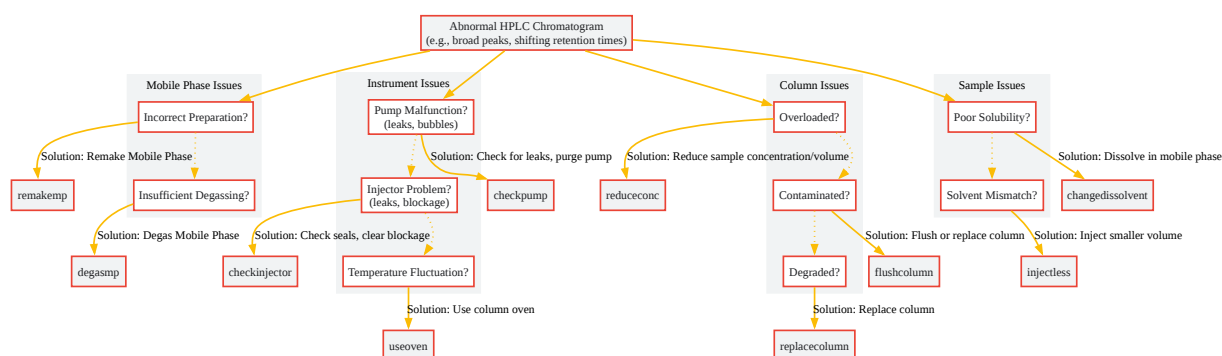 Abnormal HPLC Chromatogram
(e.g., broad peaks, shifting retention times)
Mobile Phase Issues
Instrument Issues
Column Issues
Sample Issues
Incorrect Preparation?
Pump Malfunction?
(leaks, bubbles)
Overloaded?
Poor Solubility?
Solution: Remake Mobile Phase
Solution: Check for leaks, purge pump
Solution: Reduce sample concentration/volume
Solution: Dissolve in mobile phase
remakemp
Insufficient Degassing?
Injector Problem?
(leaks, blockage)
checkpump
reduceconc
Contaminated?
Solvent Mismatch?
changedissolvent
Solution: Degas Mobile Phase
Solution: Check seals, clear blockage
Solution: Flush or replace column
Solution: Inject smaller volume
degasmp
checkinjector
Temperature Fluctuation?
Degraded?
flushcolumn
injectless
Solution: Use column oven
Solution: Replace column
useoven
replacecolumn